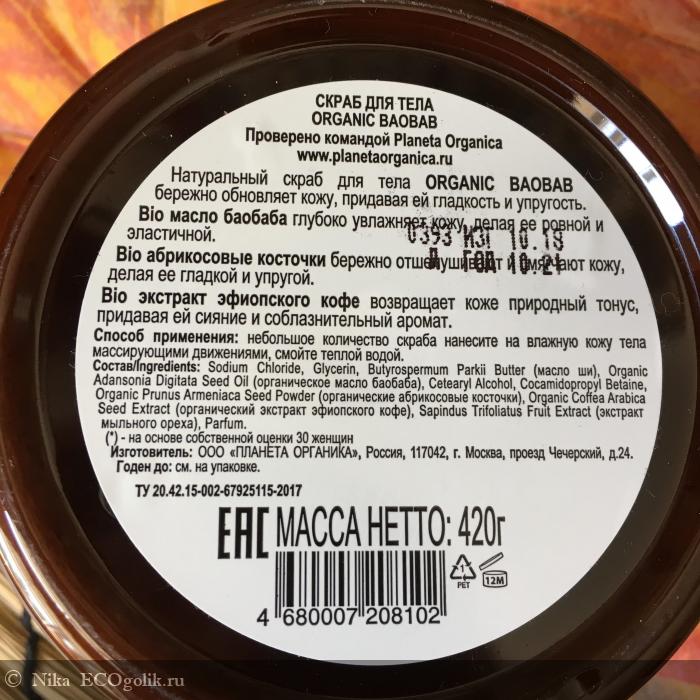 СКРАБ ДЛЯ ТЕЛА
ORGANIC BAOBAB
Проверено командой Planeta Organica
www.planetaorganica.ru
Натуральный скраб для тела ORGANIC BAOBAB
бережно обновляет кожу, придавая ей гладкость и упругость.
Bio масло баобаба глубоко увлажняет кожу, делая ее ровной и
эластичной.
0393 ИЗГ 10.18
Bio абрикосовые косточки бережно отшелушивают и смягчают кожу,
ГОД 10.21
делая ее гладкой и упругой.
Bio экстракт эфиопского кофе возвращает коже природный тонус,
придавая ей сияние и соблазнительный аромат.
Способ применения: небольшое количество скраба нанесите на влажную кожу тела
массирующими движениями, смойте теплой водой.
Состав/Ingredients: Sodium Chloride, Glycerin, Butyrospermum Parkii Butter (масло ши), Organic
Adansonia Digitata Seed Oil (органическое масло баобаба), Cetearyl Alcohol, Cocamidopropyl Betaine,
Organic Prunus Armeniaca Seed Powder (органические абрикосовые косточки), Organic Coffea Arabica
Seed Extract (органический экстракт эфиопского кофе), Sapindus Trifoliatus Fruit Extract (экстракт
мыльного ореха), Parfum.
(*) - на основе собственной оценки 30 женщин
Изготовитель: ООО «ПЛАНЕТА ОРГАНИКА», Россия, 117042, г. Москва, проезд Чечерский, д.24.
Годен до: см. на упаковке.
ТУ 20.42.15-002-67925115-2017
ЕАС МАССА НЕТТО: 420г
1
PET
12M
4 680007 208102
© Nika ECOgolik.ru